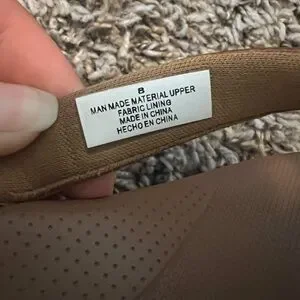 8
MAN MADE MATERIAL UPPER
FABRIC LINING
MADE IN CHINA
HECHO EN CHINA